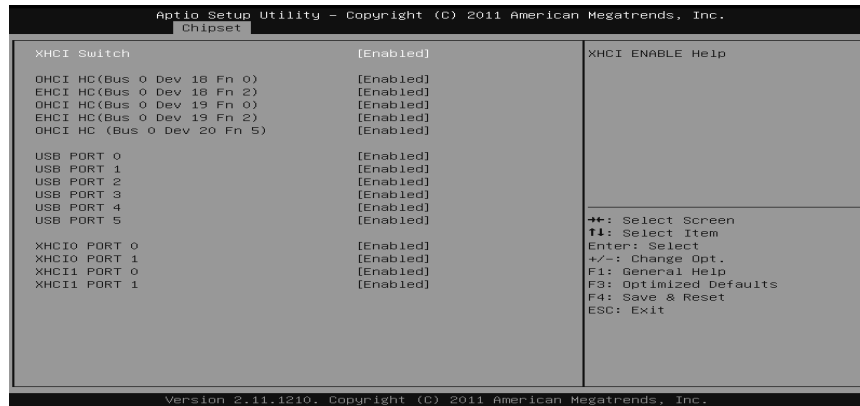 Aptio Setup Utility – Copyright (C) 2011 American Megatrends, Inc.
Chipset
XHCI Switch [Enabled]
OHCI HC(Bus 0 Dev 18 Fn 0) [Enabled]
EHCI HC(Bus 0 Dev 18 Fn 2) [Enabled]
OHCI HC(Bus 0 Dev 19 Fn 0) [Enabled]
EHCI HC(Bus 0 Dev 19 Fn 2) [Enabled]
OHCI HC (Bus 0 Dev 20 Fn 5) [Enabled]
USB PORT 0 [Enabled]
USB PORT 1 [Enabled]
USB PORT 2 [Enabled]
USB PORT 3 [Enabled]
USB PORT 4 [Enabled]
USB PORT 5 [Enabled]
XHCI0 PORT 0 [Enabled]
XHCI0 PORT 1 [Enabled]
XHCI1 PORT 0 [Enabled]
XHCI1 PORT 1 [Enabled]
XHCI ENABLE Help
→←: Select Screen
↑↓: Select Item
Enter: Select
+/-: Change Opt.
F1: General Help
F3: Optimized Defaults
F4: Save & Reset
ESC: Exit
Version 2.11.1210. Copyright (C) 2011 American Megatrends, Inc.